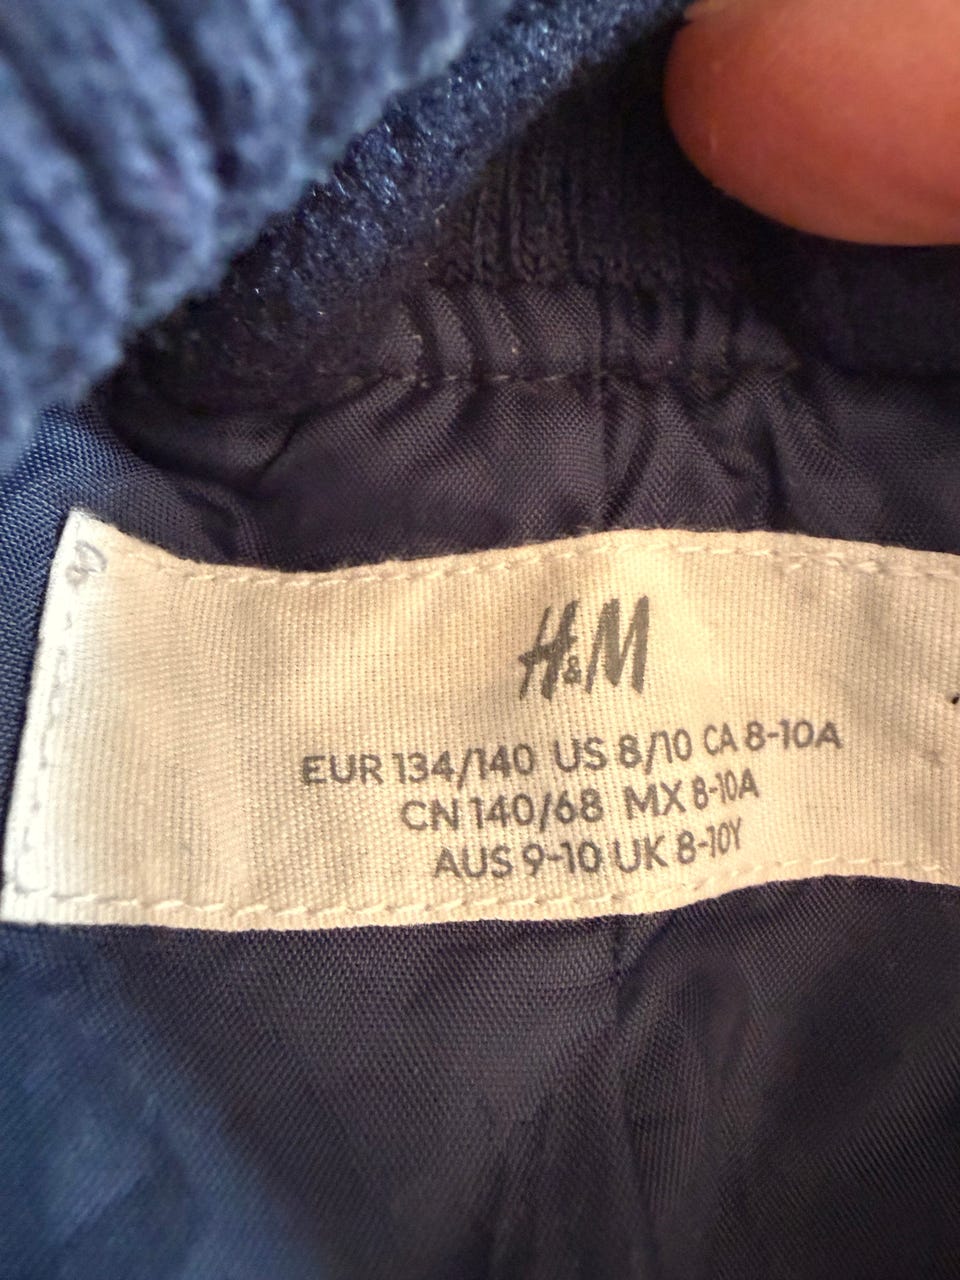 H&M
EUR 134/140 US 8/10 CA 8-10A
CN 140/68 MX 8-10A
AUS 9-10 UK 8-10Y